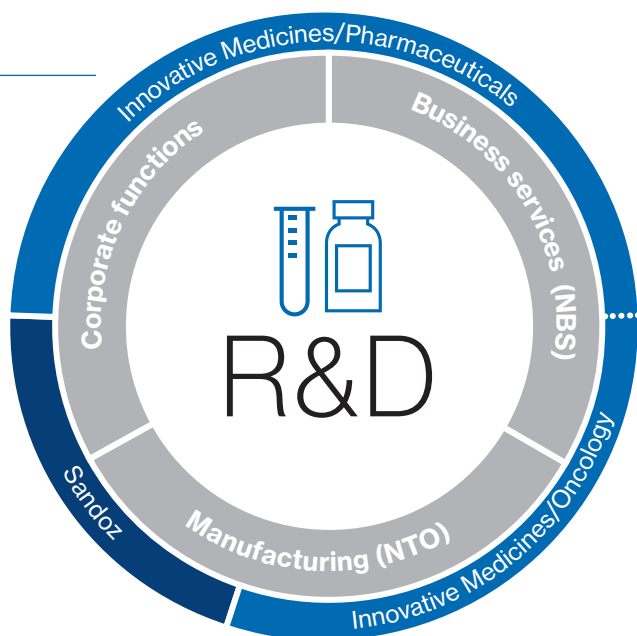 Innovative Medicines/Pharmaceuticals
Corporate functions
Business services (NBS)
R&D
Manufacturing (NTO)
Sandoz
Innovative Medicines/Oncology